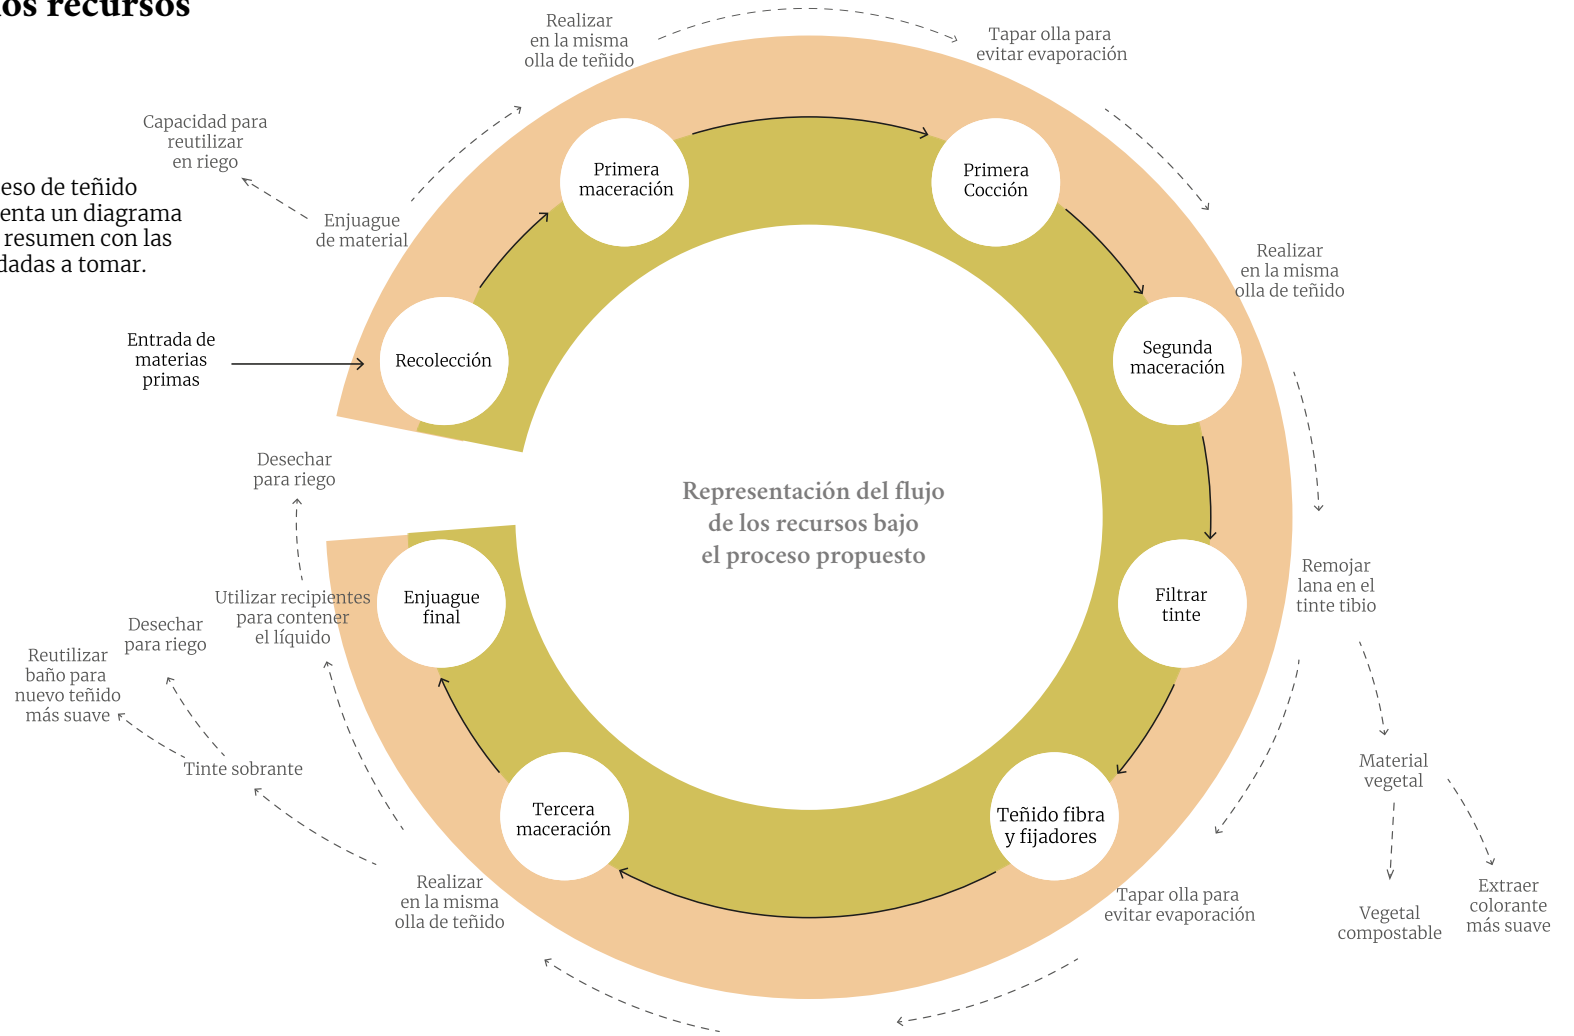 los recursos
eso de teñido
enta un diagrama
resumen con las
dadas a tomar.
Realizar
en la misma
olla de teñido
Tapar olla para
evitar evaporación
Capacidad para
reutilizar
en riego
Enjuague
de material
Primera
maceración
Primera
Cocción
Realizar
en la misma
olla de teñido
Entrada de
materias
primas
Recolección
Segunda
maceración
Desechar
para riego
Representación del flujo
de los recursos bajo
el proceso propuesto
Utilizar recipientes
para contener
el líquido
Enjuague
final
Filtrar
tinte
Remojar
lana en el
tinte tibio
Desechar
para riego
Reutilizar
baño para
nuevo teñido
más suave
Tinte sobrante
Material
vegetal
Tercera
maceración
Teñido fibra
y fijadores
Realizar
en la misma
olla de teñido
Tapar olla para
evitar evaporación
Vegetal
compostable
Extraer
colorante
más suave